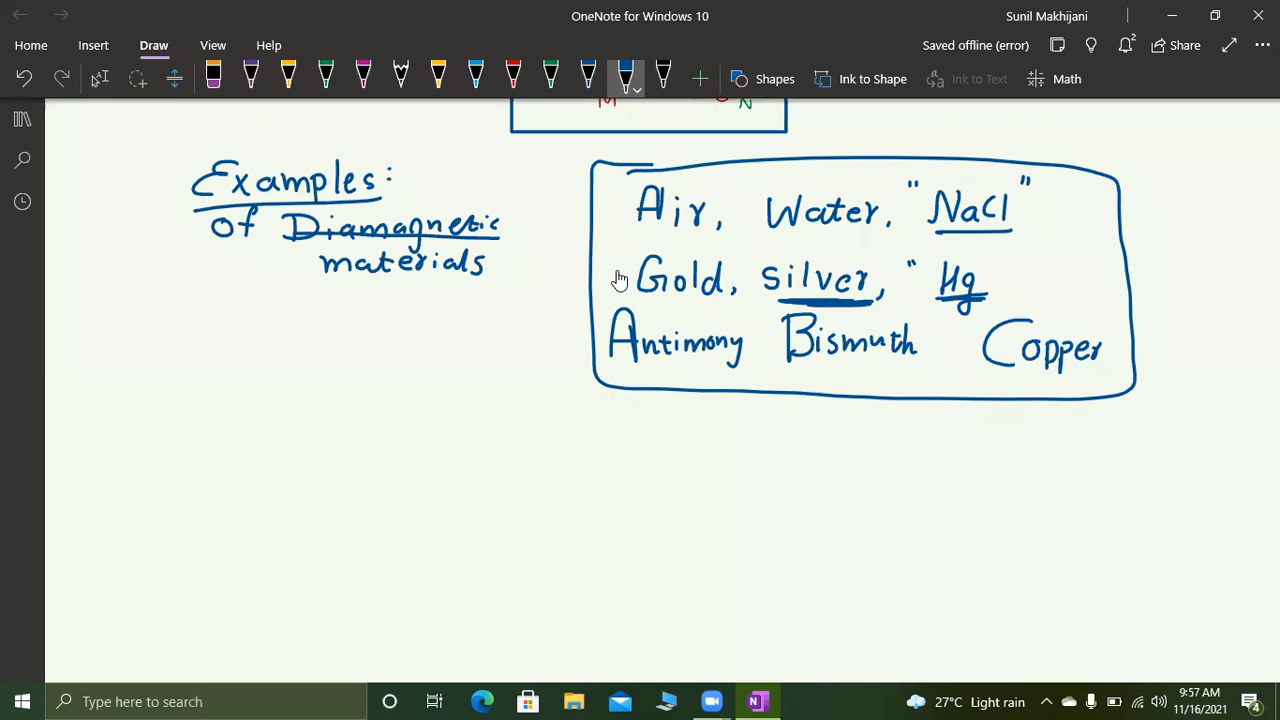 OneNote for Windows 10
Sunil Makhijani
Home Insert Draw View Help
Saved offline (error)
Share
Shapes Ink to Shape Ink to Text Math
M N
Examples:
of Diamagnetic
materials
Air, Water, "NaCl"
Gold, Silver, " Hg
Antimony Bismuth Copper
Type here to search
27°C Light rain
9:57 AM
11/16/2021
4